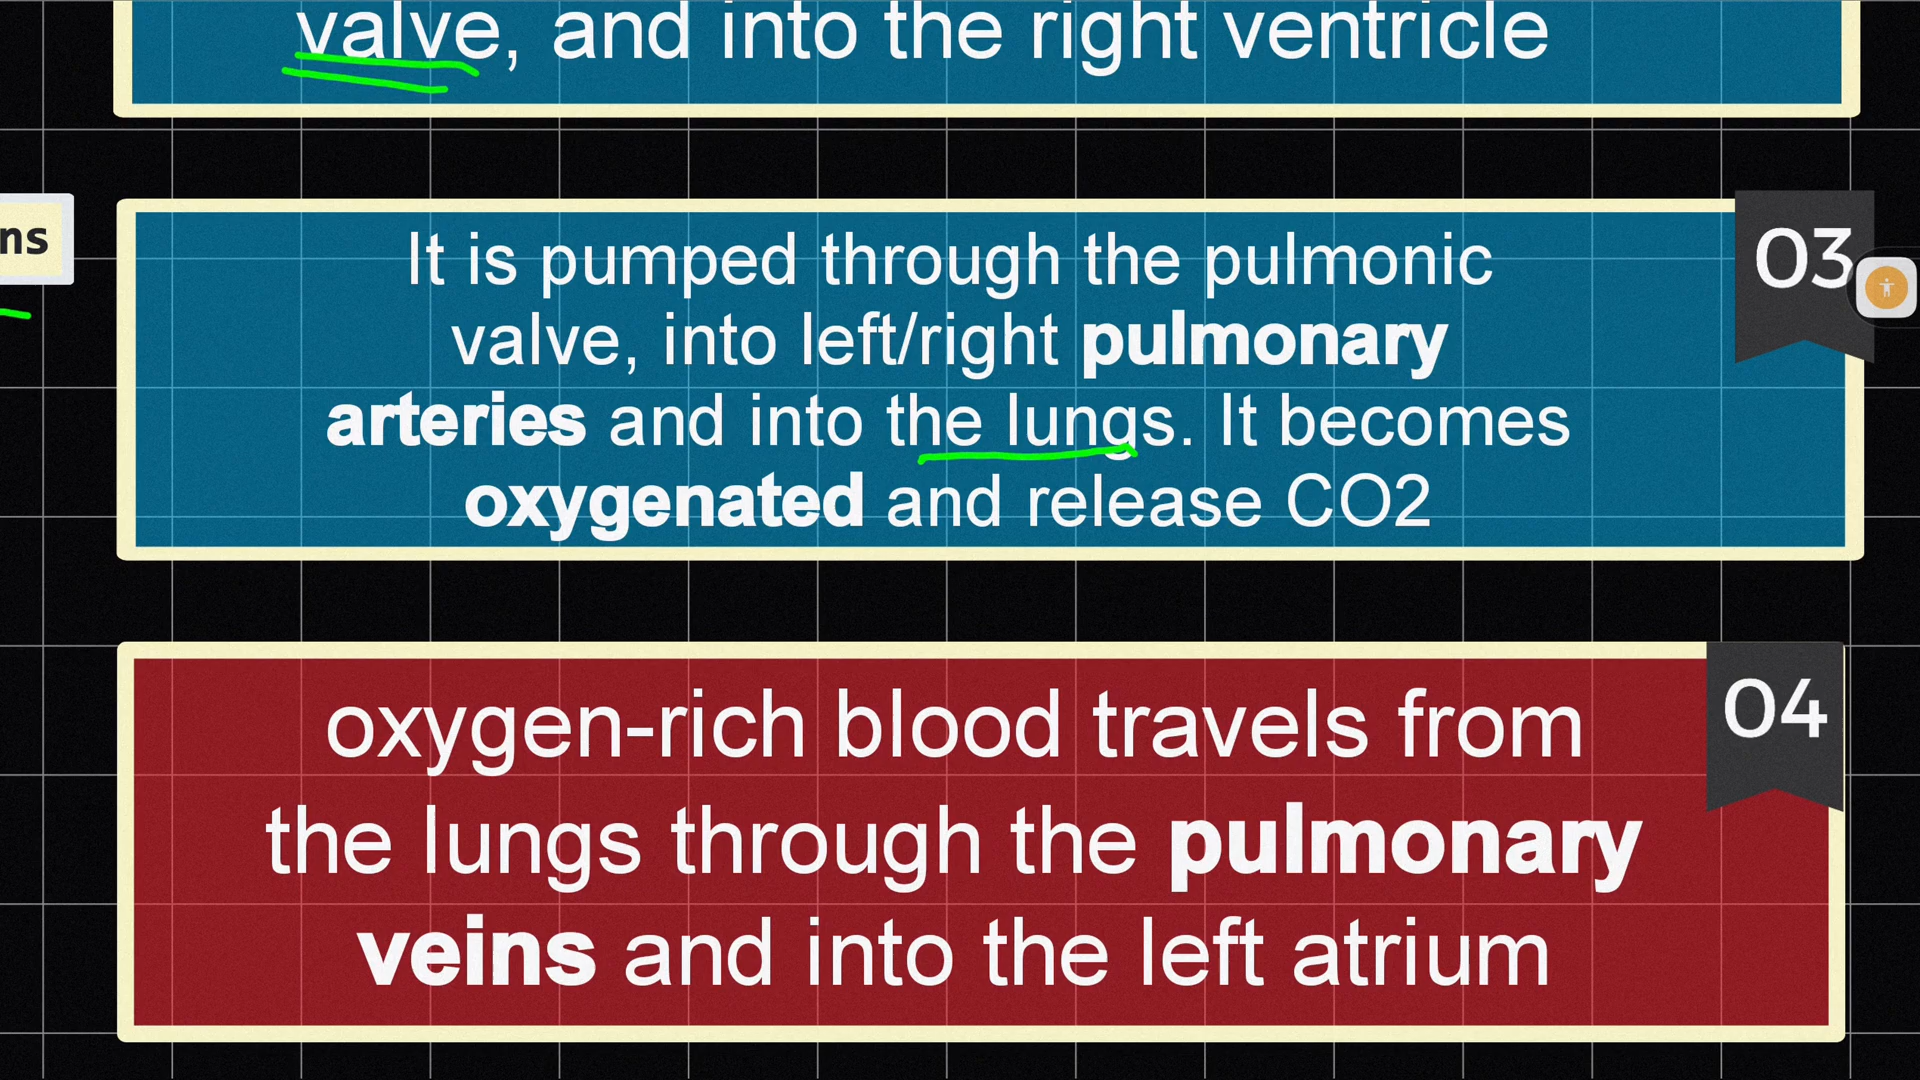 valve, and into the right ventricle
ns
03
It is pumped through the pulmonic
valve, into left/right pulmonary
arteries and into the lungs. It becomes
oxygenated and release CO2
04
oxygen-rich blood travels from
the lungs through the pulmonary
veins and into the left atrium